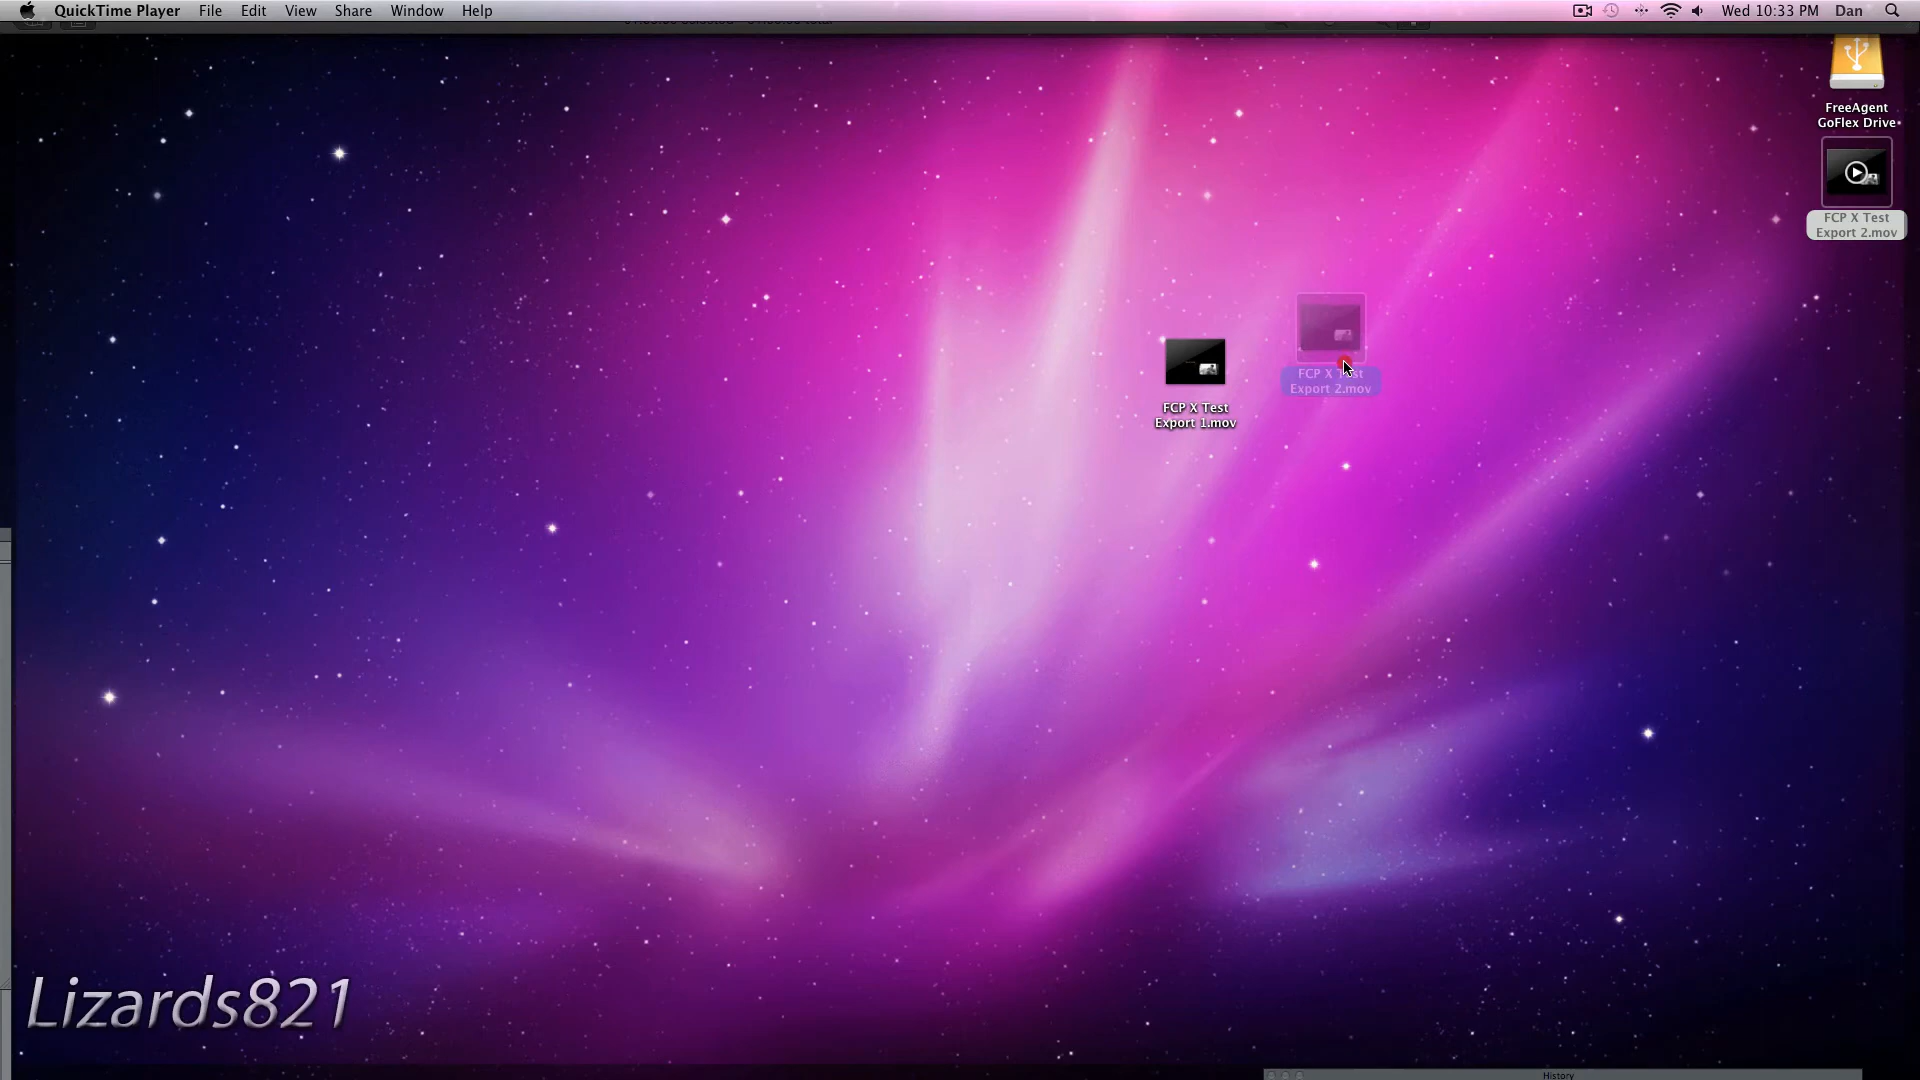 QuickTime Player File Edit View Share Window Help Wed 10:33 PM Dan
FreeAgent
GoFlex Drive
FCP X Test
Export 2.mov
FCP X Test
Export 2.mov
FCP X Test
Export 1.mov
Lizards821
History